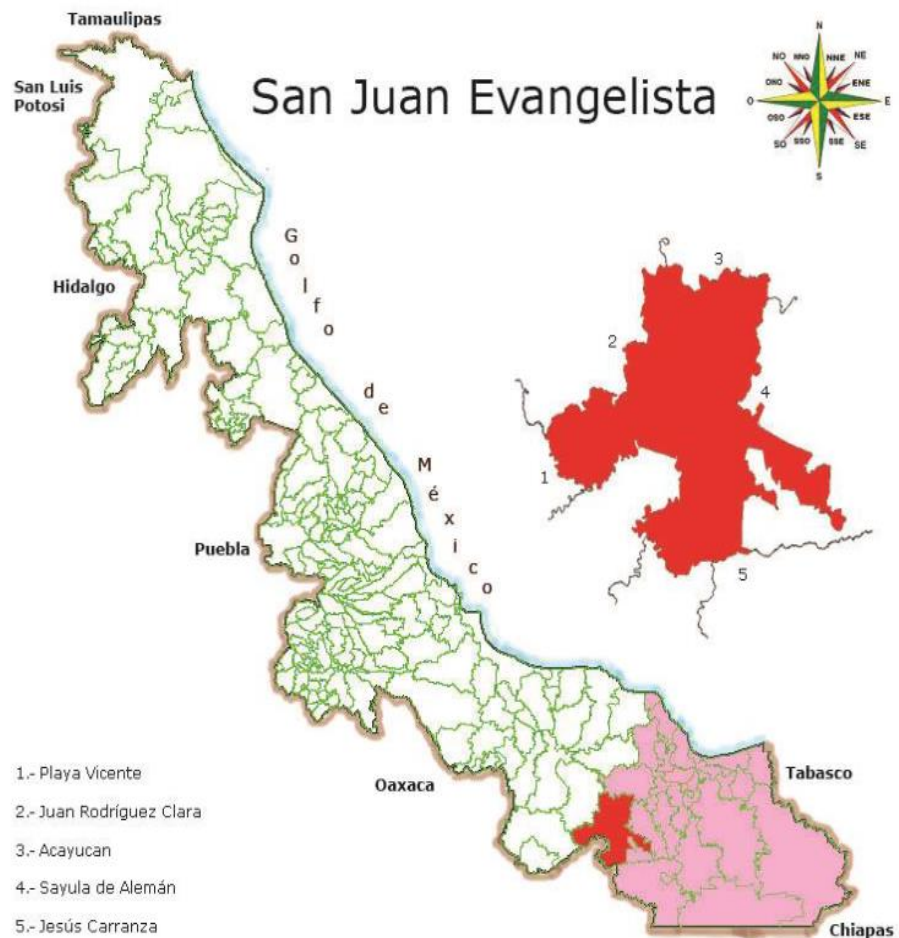 Tamaulipas
San Luis
Potosi
San Juan Evangelista
N
NO
NNO
NNE
NE
ONO
ENE
O
E
OSO
ESE
SO
SSO
SSE
SE
S
Golfo
de
México
Hidalgo
Puebla
Oaxaca
Tabasco
Chiapas
3
2
4
1
5
1.- Playa Vicente
2.- Juan Rodríguez Clara
3.- Acayucan
4.- Sayula de Alemán
5.- Jesús Carranza